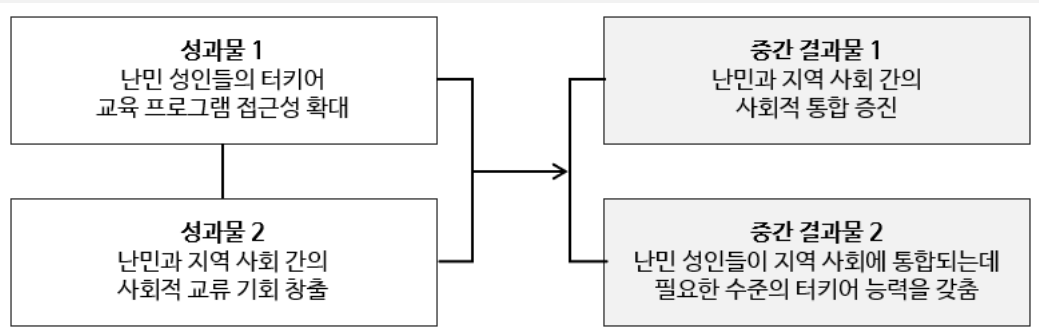 성과물 1
난민 성인들의 터키어
교육 프로그램 접근성 확대
중간 결과물 1
난민과 지역 사회 간의
사회적 통합 증진
성과물 2
난민과 지역 사회 간의
사회적 교류 기회 창출
중간 결과물 2
난민 성인들이 지역 사회에 통합되는데
필요한 수준의 터키어 능력을 갖춤